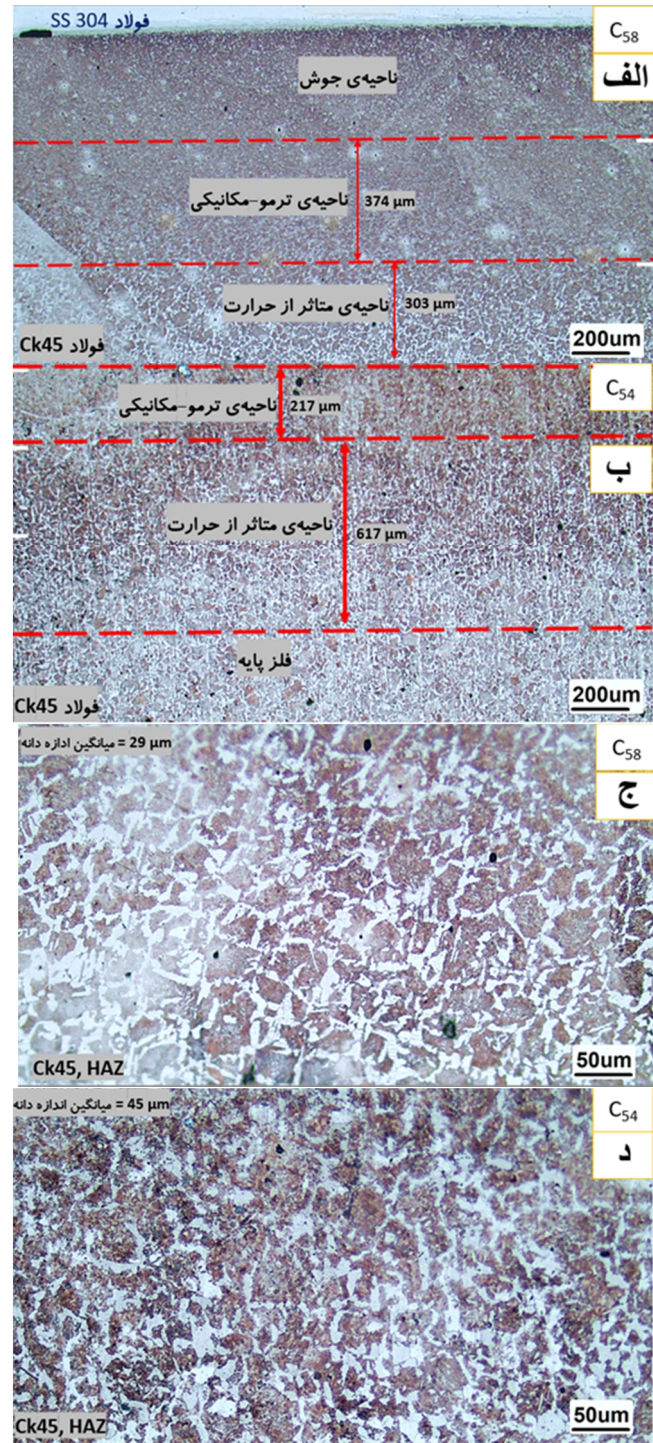 فولاد SS 304
C58
الف
ناحیه‌ی جوش
ناحیه‌ی ترمو-مکانیکی
374 µm
ناحیه‌ی متاثر از حرارت
303 µm
فولاد Ck45
200um
C54
ب
ناحیه‌ی ترمو-مکانیکی
217 µm
ناحیه‌ی متاثر از حرارت
617 µm
فلز پایه
فولاد Ck45
200um
میانگین ادازه دانه = 29 µm
C58
ج
Ck45, HAZ
50um
میانگین اندازه دانه = 45 µm
C54
د
Ck45, HAZ
50um